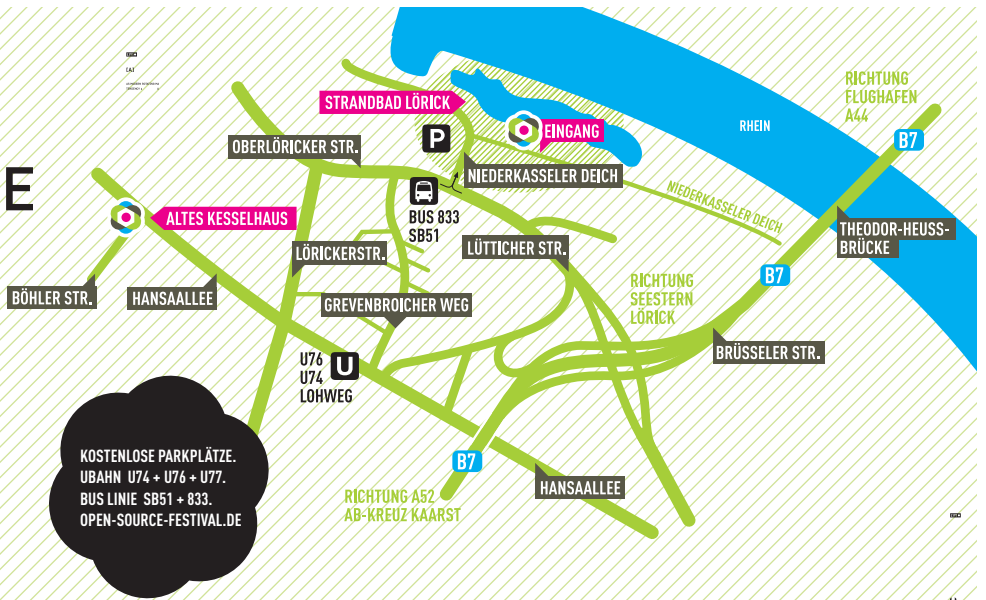 E
RICHTUNG
FLUGHAFEN
A44
B7
RHEIN
STRANDBAD LÖRICK
P
EINGANG
OBERLÖRICKER STR.
NIEDERKASSELER DEICH
BUS 833
SB51
NIEDERKASSELER DEICH
ALTES KESSELHAUS
THEODOR-HEUSS-
BRÜCKE
LÖRICKERSTR.
LÜTTICHER STR.
B7
RICHTUNG
SEESTERN
LÖRICK
BÖHLER STR.
HANSAALLEE
GREVENBROICHER WEG
BRÜSSELER STR.
U76
U74
LOHWEG
U
KOSTENLOSE PARKPLÄTZE.
UBAHN U74 + U76 + U77.
BUS LINIE SB51 + 833.
OPEN-SOURCE-FESTIVAL.DE
B7
HANSAALLEE
RICHTUNG A52
AB-KREUZ KAARST